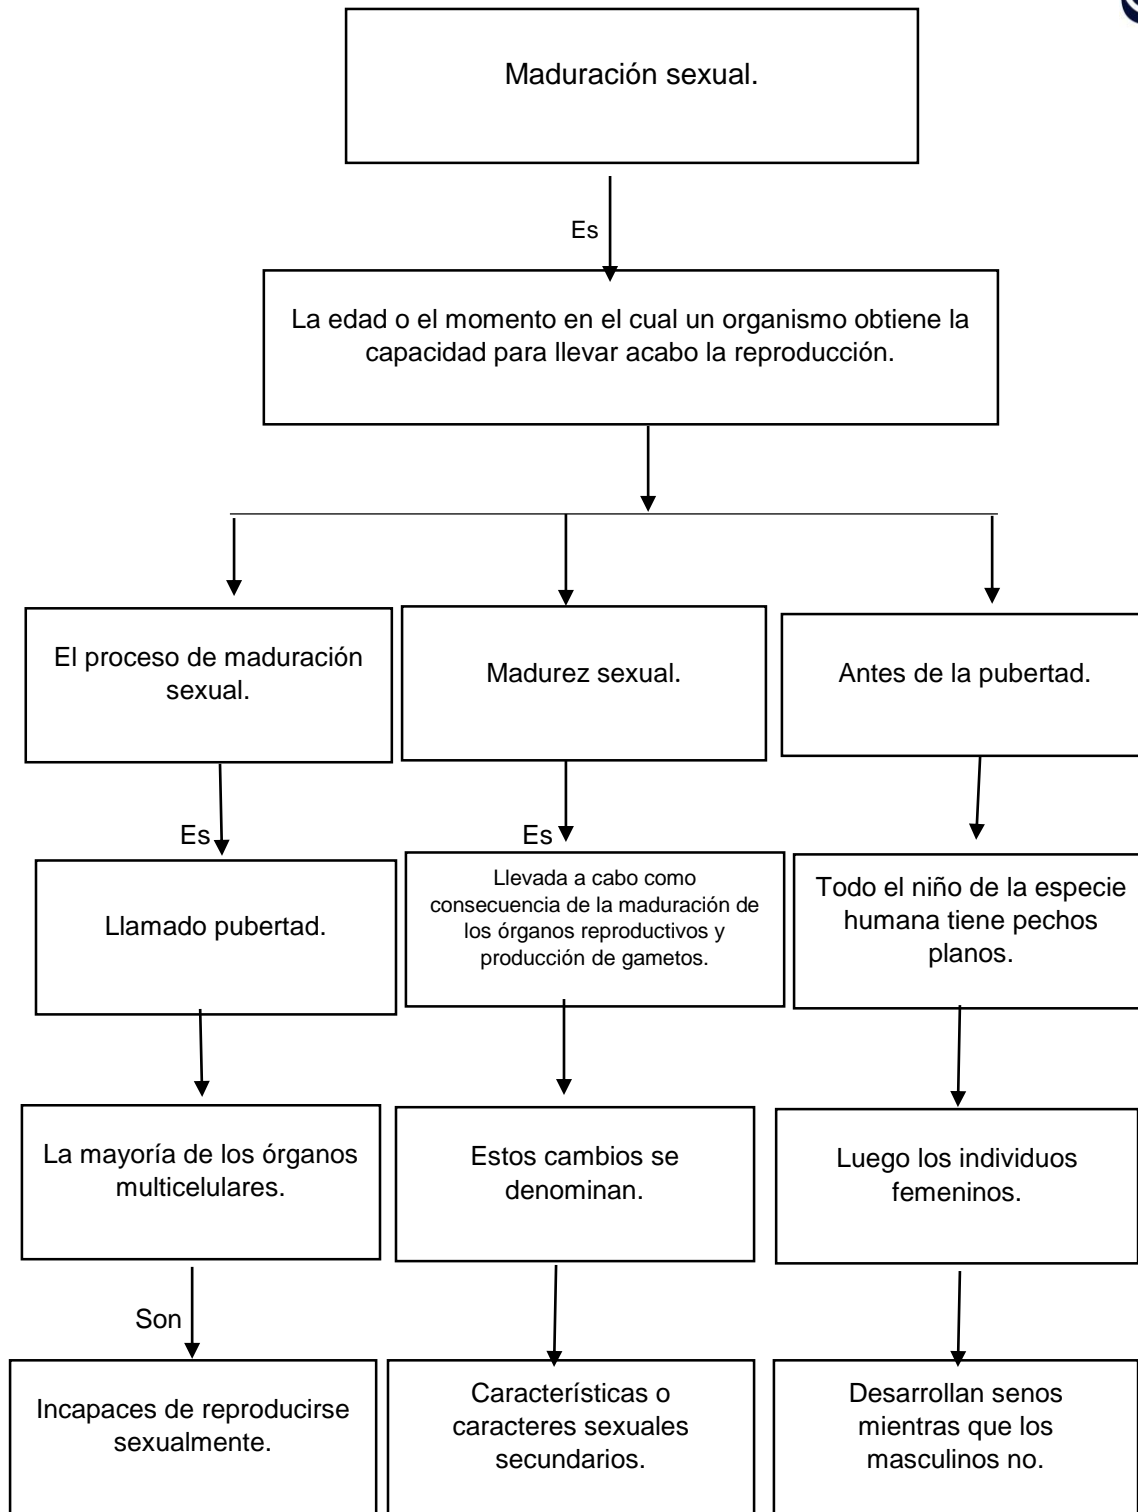 Maduración sexual.
Es
La edad o el momento en el cual un organismo obtiene la
capacidad para llevar acabo la reproducción.
El proceso de maduración
sexual.
Madurez sexual.
Antes de la pubertad.
Es
Es
Llamado pubertad.
Llevada a cabo como
consecuencia de la maduración de
los órganos reproductivos y
producción de gametos.
Todo el niño de la especie
humana tiene pechos
planos.
La mayoría de los órganos
multicelulares.
Estos cambios se
denominan.
Luego los individuos
femeninos.
Son
Incapaces de reproducirse
sexualmente.
Características o
caracteres sexuales
secundarios.
Desarrollan senos
mientras que los
masculinos no.